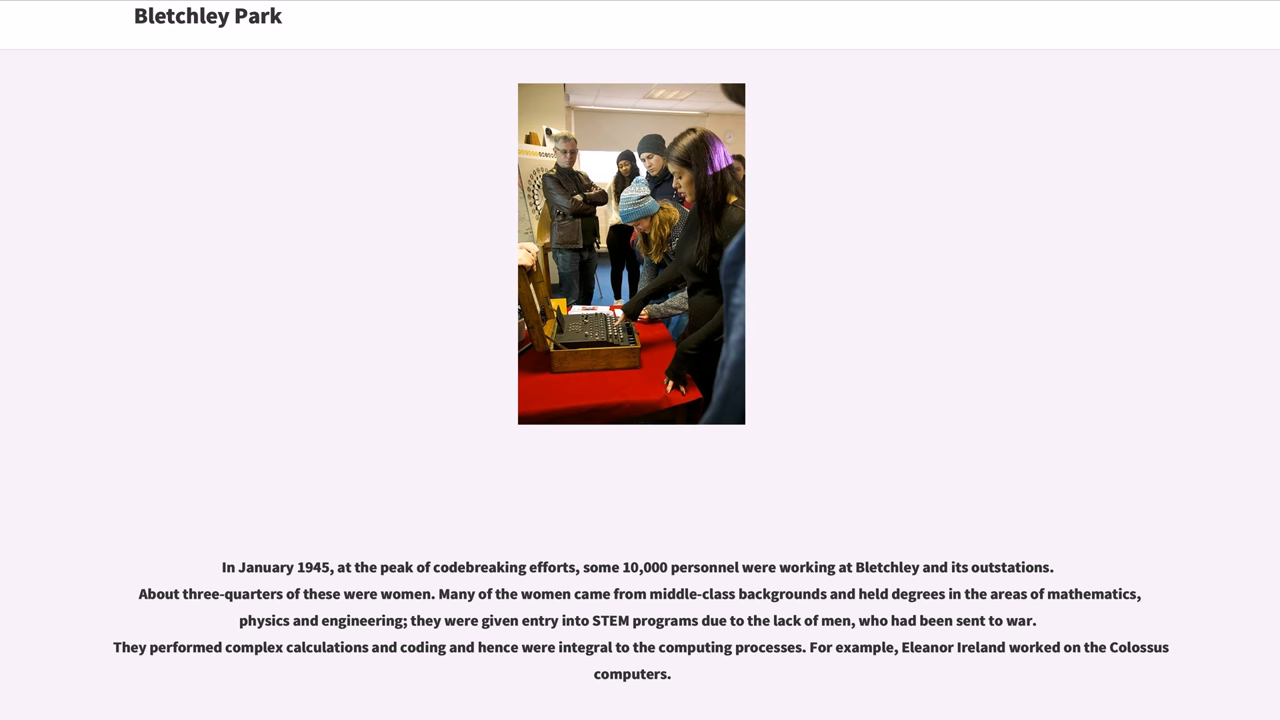 Bletchley Park
In January 1945, at the peak of codebreaking efforts, some 10,000 personnel were working at Bletchley and its outstations.
About three-quarters of these were women. Many of the women came from middle-class backgrounds and held degrees in the areas of mathematics,
physics and engineering; they were given entry into STEM programs due to the lack of men, who had been sent to war.
They performed complex calculations and coding and hence were integral to the computing processes. For example, Eleanor Ireland worked on the Colossus
computers.